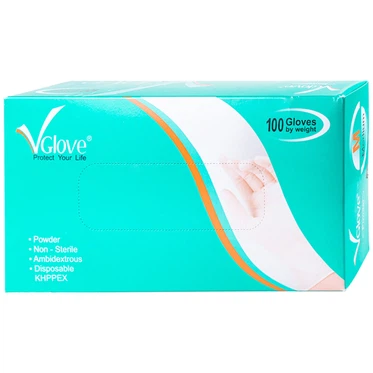 VGlove®
Protect Your Life
100 Gloves
by weight
• Powder
• Non - Sterile
• Ambidextrous
• Disposable
KHPPEX
M